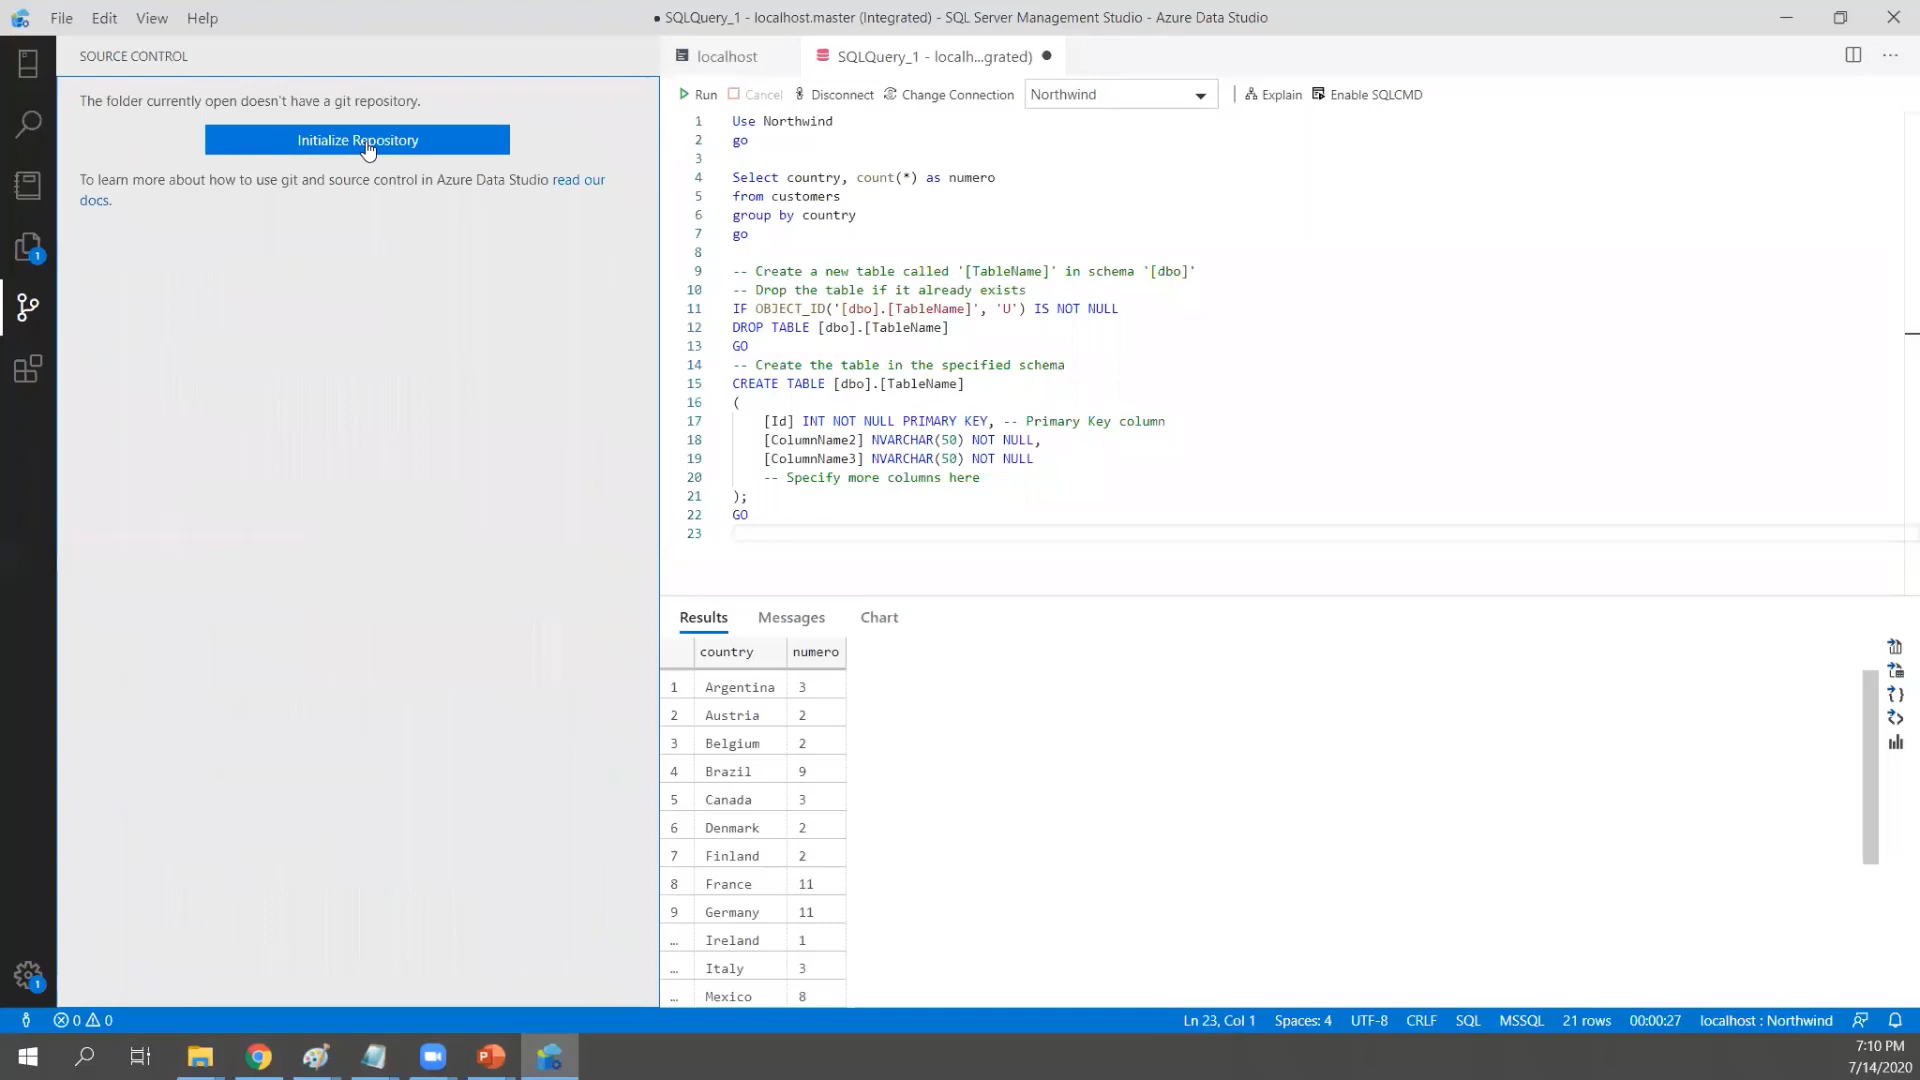 File Edit View Help
● SQLQuery_1 - localhost.master (Integrated) - SQL Server Management Studio - Azure Data Studio
SOURCE CONTROL
The folder currently open doesn't have a git repository.
Initialize Repository
To learn more about how to use git and source control in Azure Data Studio read our
docs.
1
1
localhost
SQLQuery_1 - localh...grated)
Run Cancel Disconnect Change Connection Northwind Explain Enable SQLCMD
1 Use Northwind
2 go
3
4 Select country, count(*) as numero
5 from customers
6 group by country
7 go
8
9 -- Create a new table called '[TableName]' in schema '[dbo]'
10 -- Drop the table if it already exists
11 IF OBJECT_ID('[dbo].[TableName]', 'U') IS NOT NULL
12 DROP TABLE [dbo].[TableName]
13 GO
14 -- Create the table in the specified schema
15 CREATE TABLE [dbo].[TableName]
16 (
17 [Id] INT NOT NULL PRIMARY KEY, -- Primary Key column
18 [ColumnName2] NVARCHAR(50) NOT NULL,
19 [ColumnName3] NVARCHAR(50) NOT NULL
20 -- Specify more columns here
21 );
22 GO
23
Results Messages Chart
country numero
1 Argentina 3
2 Austria 2
3 Belgium 2
4 Brazil 9
5 Canada 3
6 Denmark 2
7 Finland 2
8 France 11
9 Germany 11
... Ireland 1
... Italy 3
... Mexico 8
0 0
Ln 23, Col 1 Spaces: 4 UTF-8 CRLF SQL MSSQL 21 rows 00:00:27 localhost : Northwind
7:10 PM
7/14/2020